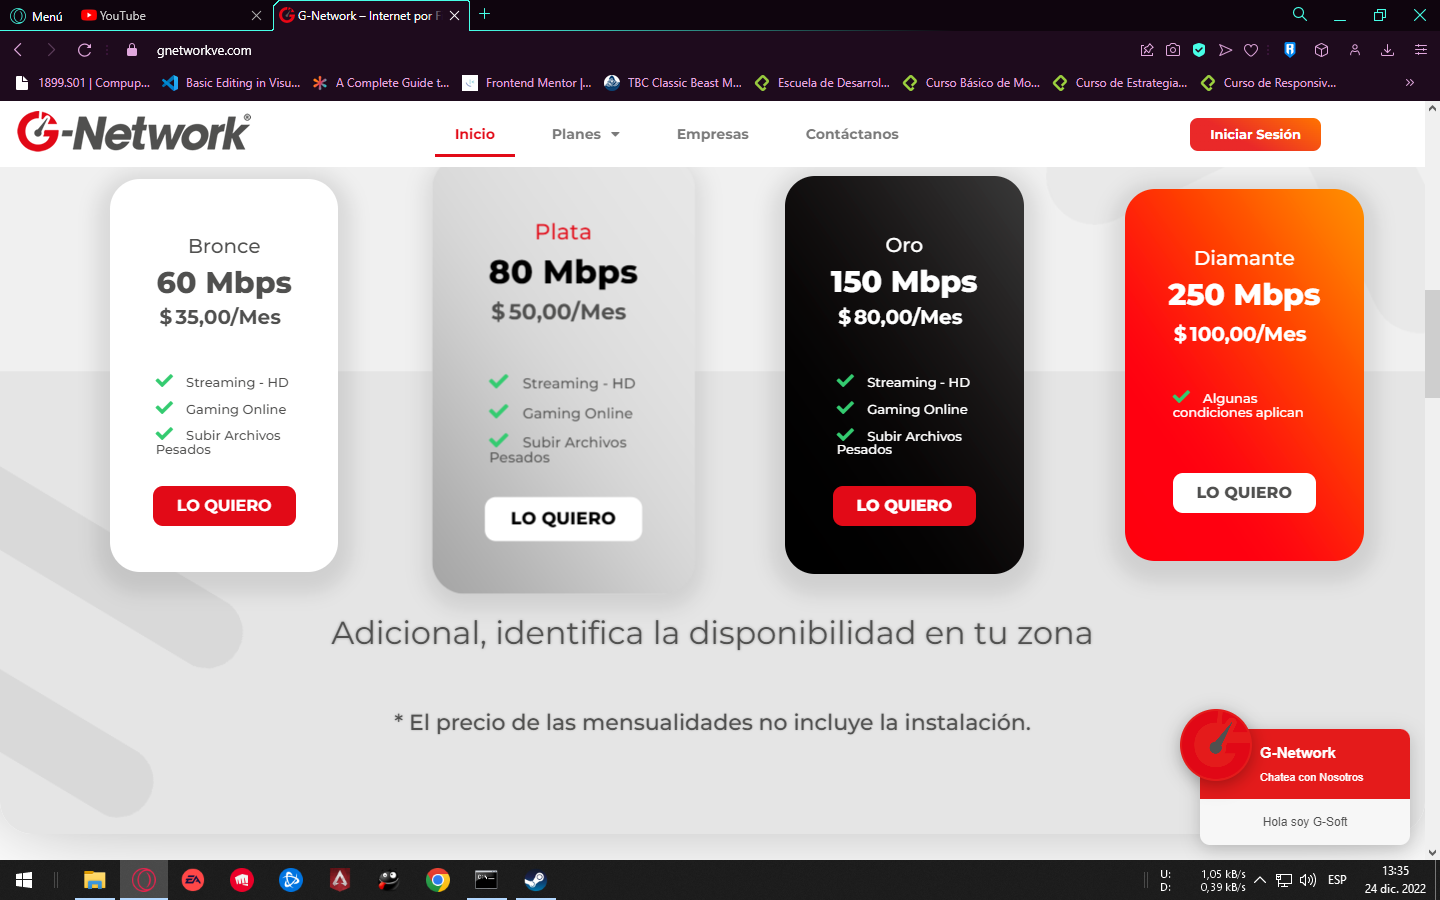 Menú
YouTube
G-Network – Internet por F
gnetworkve.com
1899.S01 | Compup...
Basic Editing in Visu...
A Complete Guide t...
Frontend Mentor |...
TBC Classic Beast M...
Escuela de Desarrol...
Curso Básico de Mo...
Curso de Estrategia...
Curso de Responsiv...
G-Network®
Inicio
Planes
Empresas
Contáctanos
Iniciar Sesión
Bronce
60 Mbps
$35,00/Mes
Streaming - HD
Gaming Online
Subir Archivos
Pesados
LO QUIERO
Plata
80 Mbps
$50,00/Mes
Streaming - HD
Gaming Online
Subir Archivos
Pesados
LO QUIERO
Oro
150 Mbps
$80,00/Mes
Streaming - HD
Gaming Online
Subir Archivos
Pesados
LO QUIERO
Diamante
250 Mbps
$100,00/Mes
Algunas
condiciones aplican
LO QUIERO
Adicional, identifica la disponibilidad en tu zona
* El precio de las mensualidades no incluye la instalación.
G-Network
Chatea con Nosotros
Hola soy G-Soft
EA
U: 1,05 kB/s
D: 0,39 kB/s
ESP
13:35
24 dic. 2022